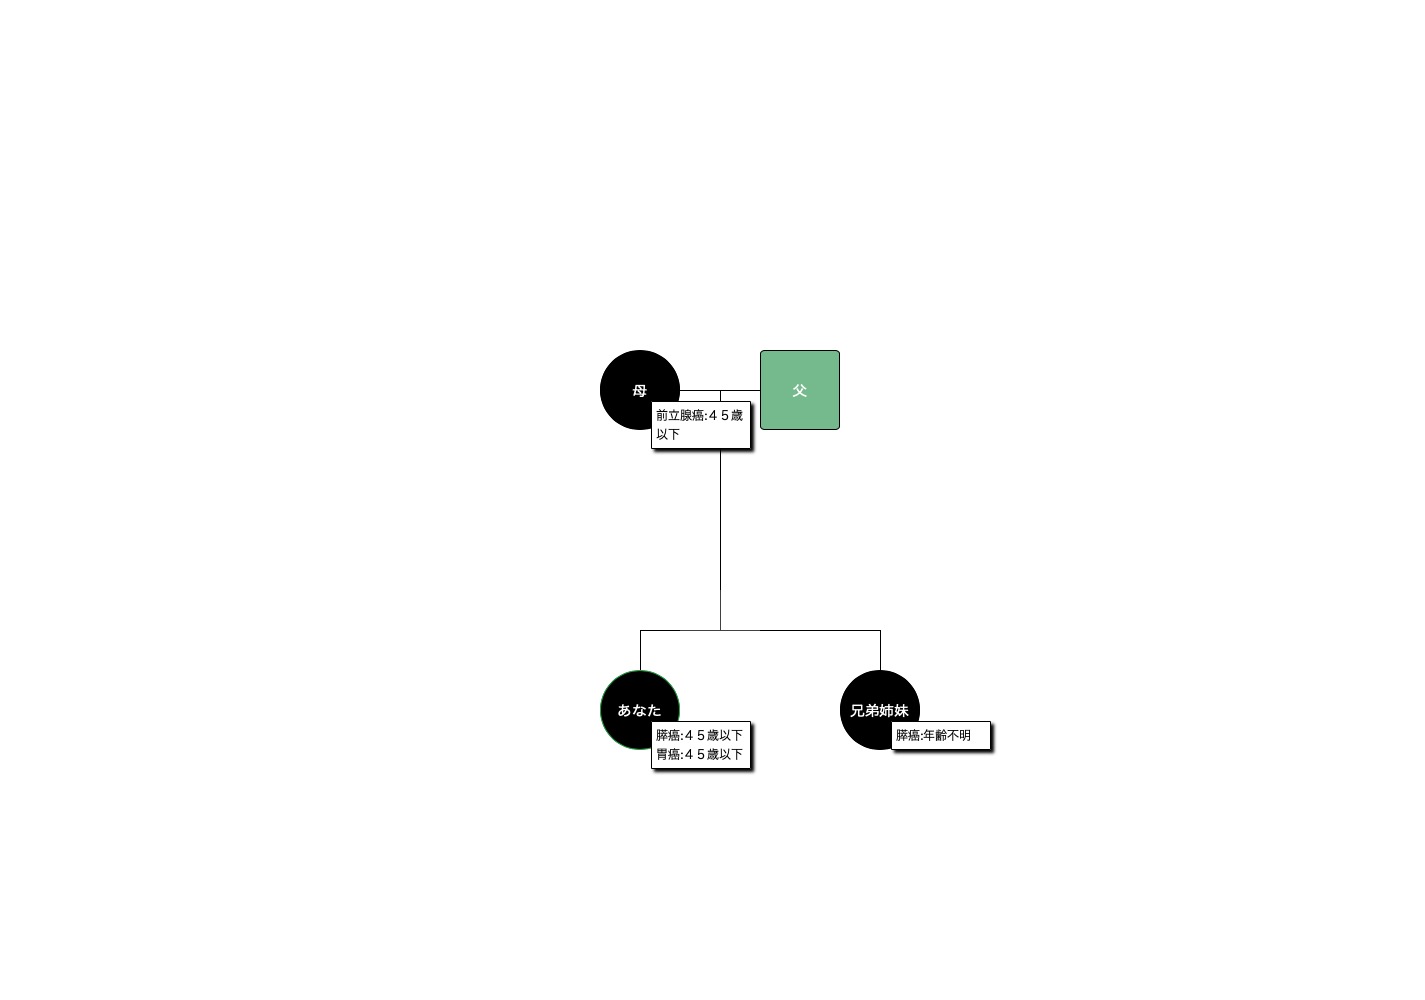 母
父
前立腺癌:４５歳
以下
あなた
兄弟姉妹
膵癌:４５歳以下
胃癌:４５歳以下
膵癌:年齢不明